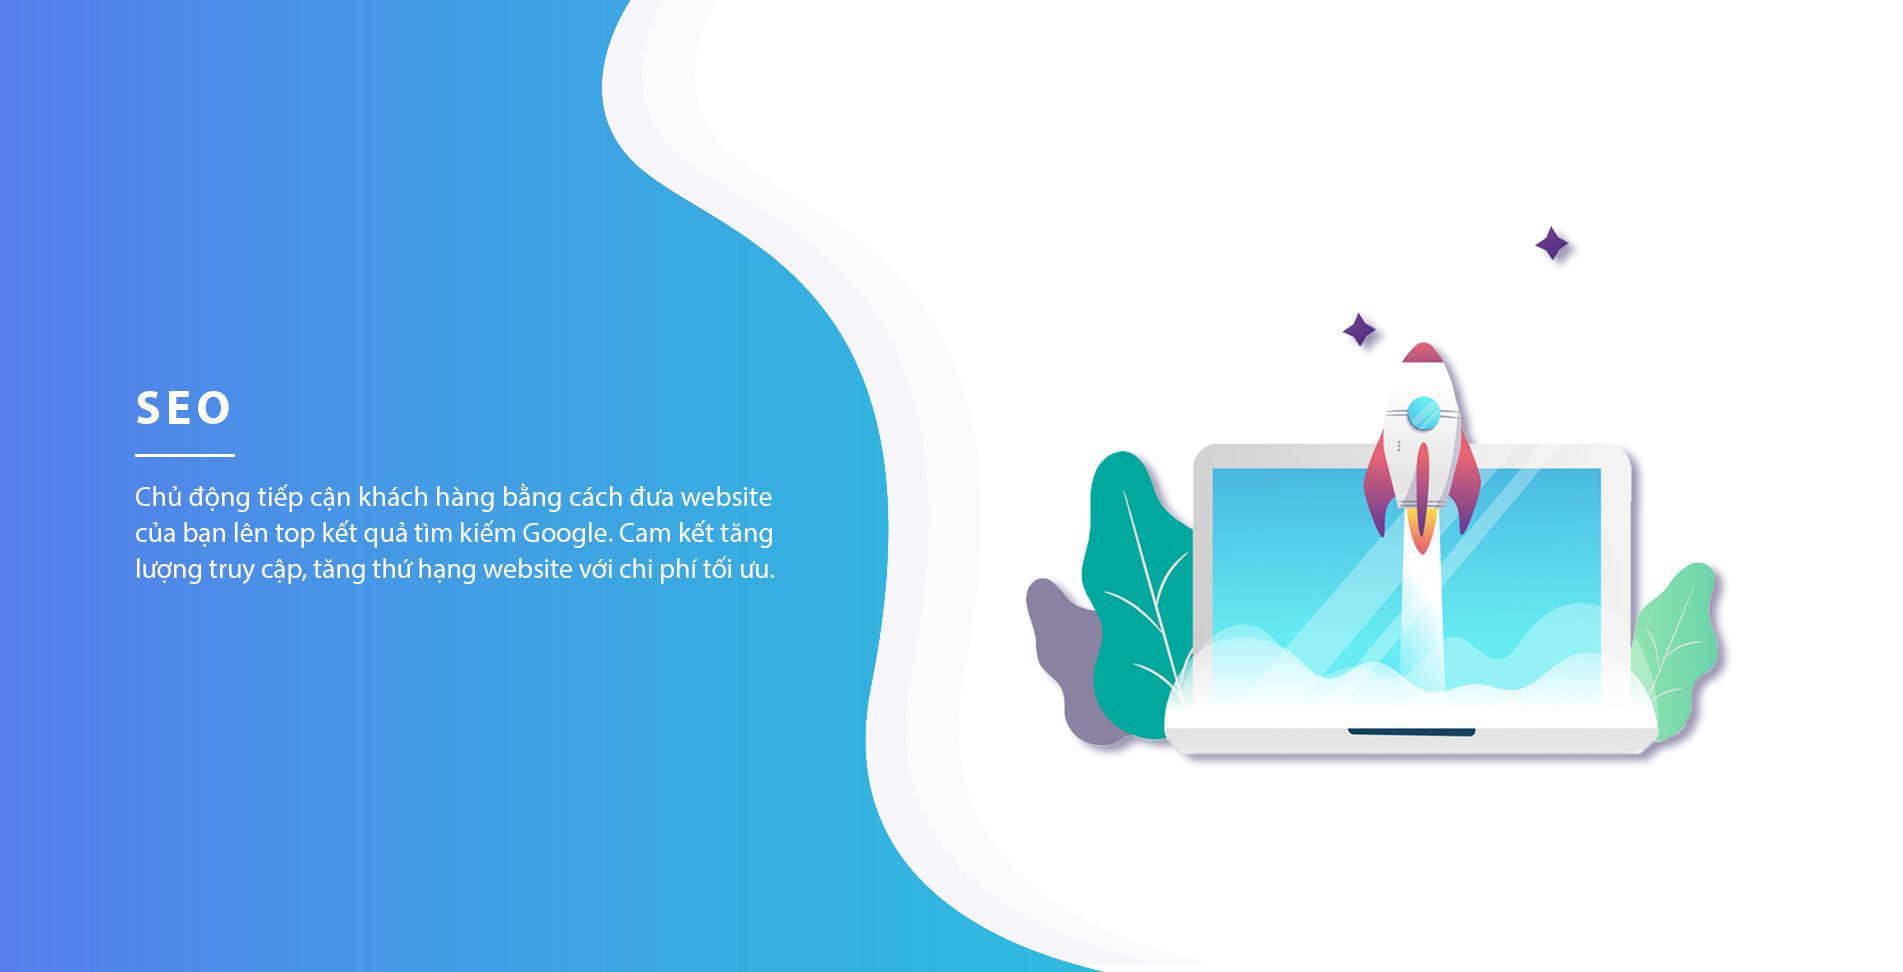 SEO
Chủ động tiếp cận khách hàng bằng cách đưa website
của bạn lên top kết quả tìm kiếm Google. Cam kết tăng
lượng truy cập, tăng thứ hạng website với chi phí tối ưu.